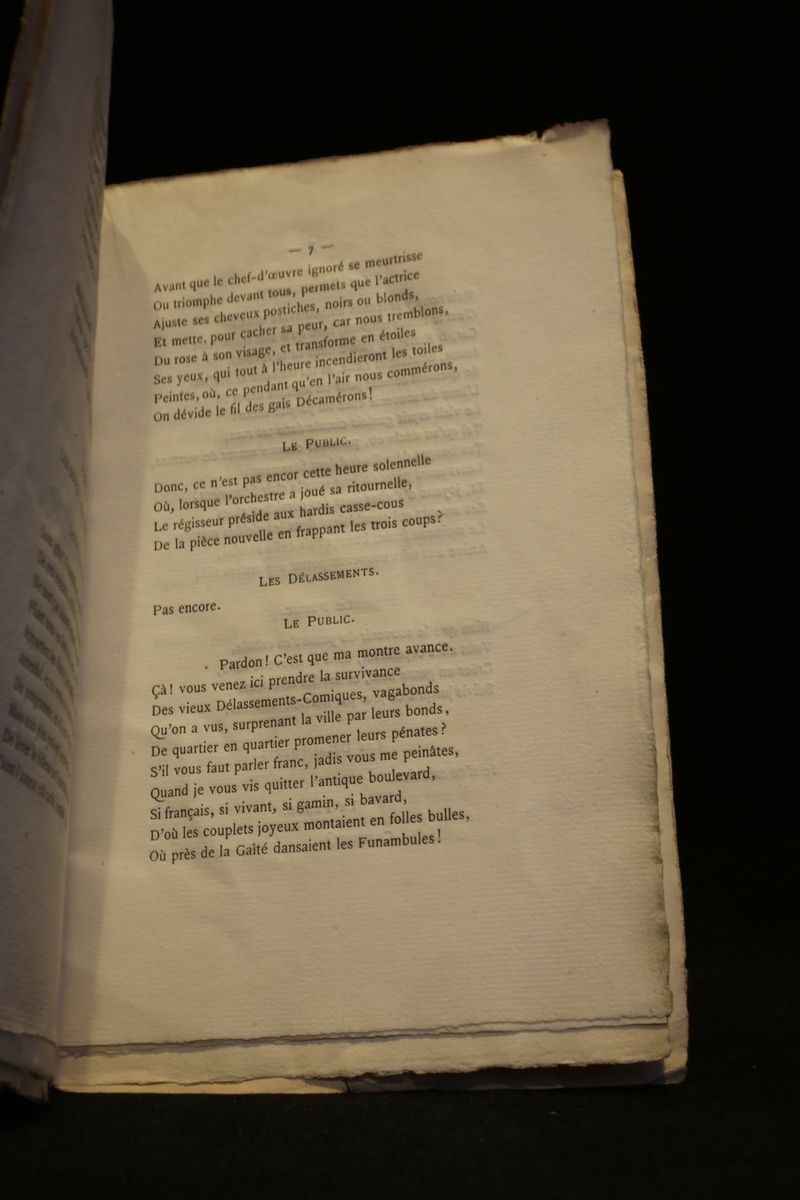 — 7 —
Avant que le chef-d'œuvre ignoré se meurtrisse
Ou triomphe devant tous, permets que l'actrice
Ajuste ses cheveux postiches, noirs ou blonds,
Et mette, pour cacher sa peur, car nous tremblons,
Du rose à son visage, et transforme en étoiles
Ses yeux, qui tout à l'heure incendieront les toiles
Peintes, où, ce pendant qu'en l'air nous commérons,
On dévide le fil des gais Décamérons!
LE PUBLIC.
Donc, ce n'est pas encor cette heure solennelle
Où, lorsque l'orchestre a joué sa ritournelle,
Le régisseur préside aux hardis casse-cous
De la pièce nouvelle en frappant les trois coups?
LES DÉLASSEMENTS.
Pas encore.
LE PUBLIC.
Pardon! C'est que ma montre avance.
Çà! vous venez ici prendre la survivance
Des vieux Délassements-Comiques, vagabonds
Qu'on a vus, surprenant la ville par leurs bonds,
De quartier en quartier promener leurs pénates?
S'il vous faut parler franc, jadis vous me peinâtes,
Quand je vous vis quitter l'antique boulevard,
Si français, si vivant, si gamin, si bavard,
D'où les couplets joyeux montaient en folles bulles,
Où près de la Gaîté dansaient les Funambules!